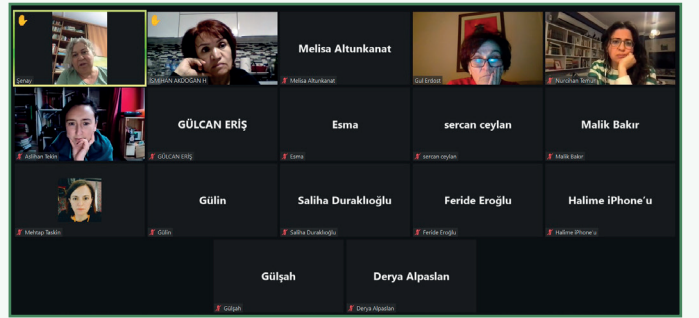 Şenay
AKDOĞAN H
Melisa Altunkanat
Melisa Altunkanat
Gul Erdost
Nurcihan Temur
Aslıhan Tekin
GÜLCAN ERİŞ
GÜLCAN ERİŞ
Esma
Esma
sercan ceylan
sercan ceylan
Malik Bakır
Malik Bakır
Mehtap Taskin
Gülin
Gülin
Saliha Duraklıoğlu
Saliha Duraklıoğlu
Feride Eroğlu
Feride Eroğlu
Halime iPhone'u
Halime iPhone'u
Gülşah
Gülşah
Derya Alpaslan
Derya Alpaslan